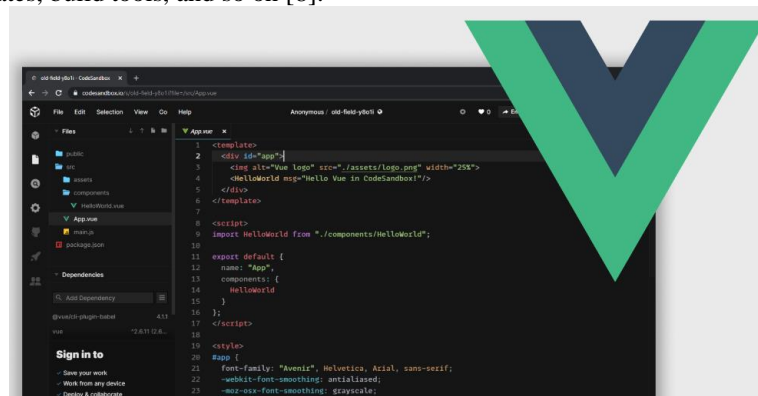 build tools, and so on [8].
old-field-y8o1i - CodeSandbox
codesandbox.io/s/old-field-y8o1i?file=/src/App.vue
File Edit Selection View Go Help
Anonymous / old-field-y8o1i
0
Files
public
src
assets
components
HelloWorld.vue
App.vue
main.js
package.json
Dependencies
Add Dependency
@vue/cli-plugin-babel 4.1.1
vue ^2.6.11 (2.6...
Sign in to
Save your work
Work from any device
Deploy & collaborate
App.vue
1 <template>
2 <div id="app">
3 <img alt="Vue logo" src="./assets/logo.png" width="25%">
4 <HelloWorld msg="Hello Vue in CodeSandbox!"/>
5 </div>
6 </template>
7
8 <script>
9 import HelloWorld from "./components/HelloWorld";
10
11 export default {
12 name: "App",
13 components: {
14 HelloWorld
15 }
16 };
17 </script>
18
19 <style>
20 #app {
21 font-family: "Avenir", Helvetica, Arial, sans-serif;
22 -webkit-font-smoothing: antialiased;
23 -moz-osx-font-smoothing: grayscale;